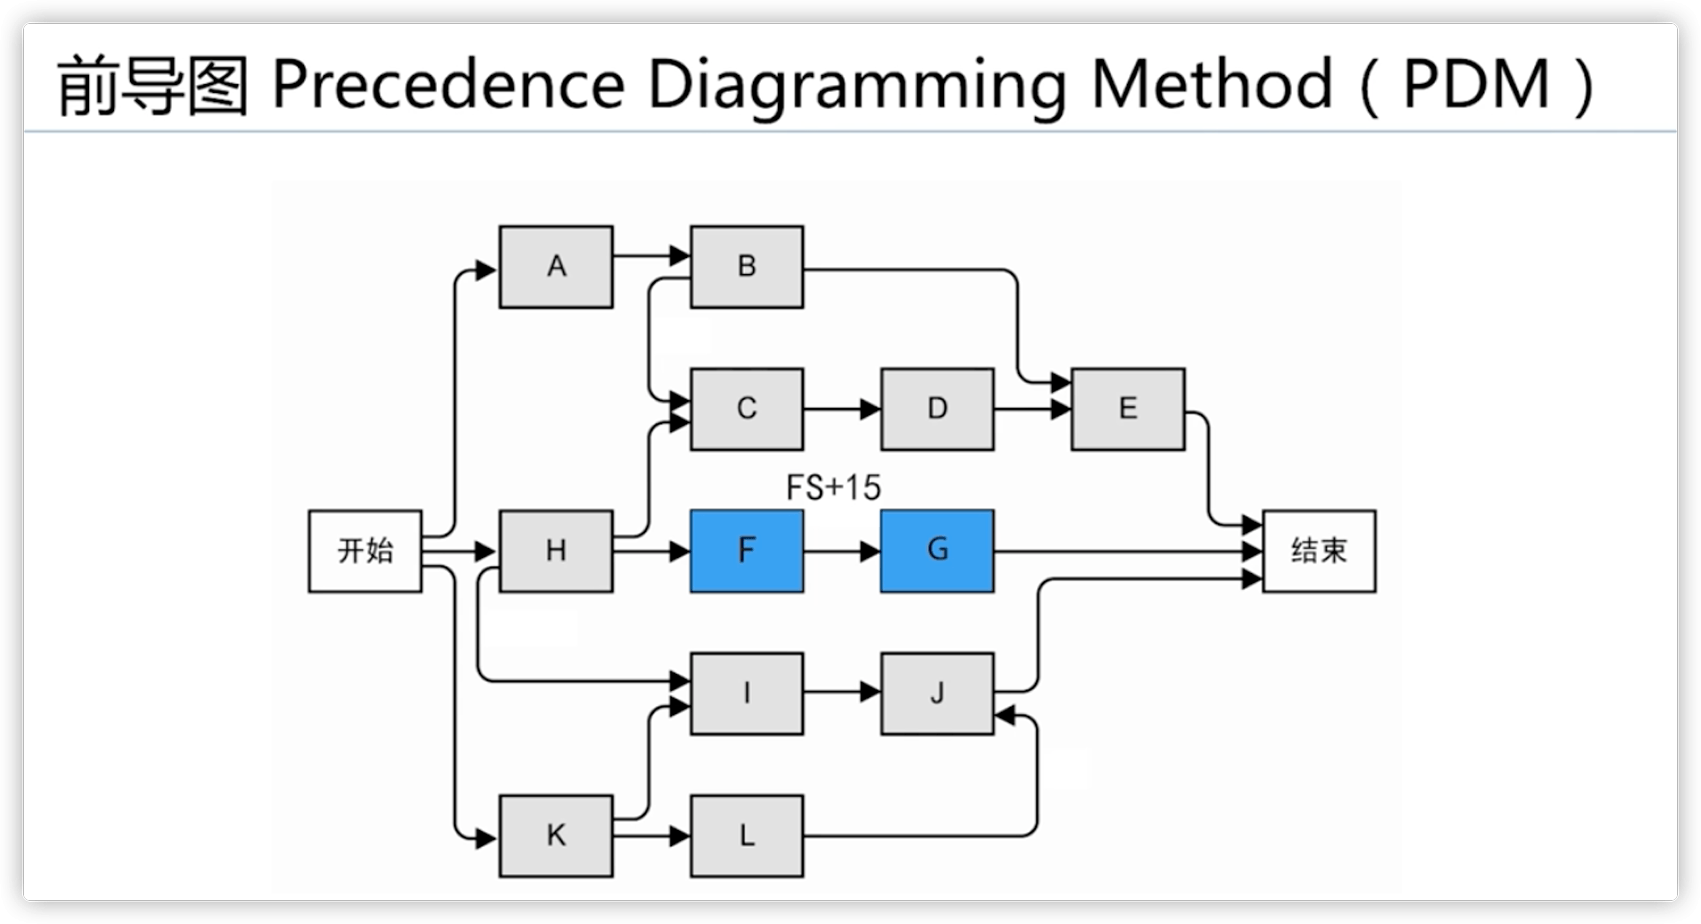 前导图 Precedence Diagramming Method（PDM）
A
B
C
D
E
FS+15
开始
H
F
G
结束
I
J
K
L